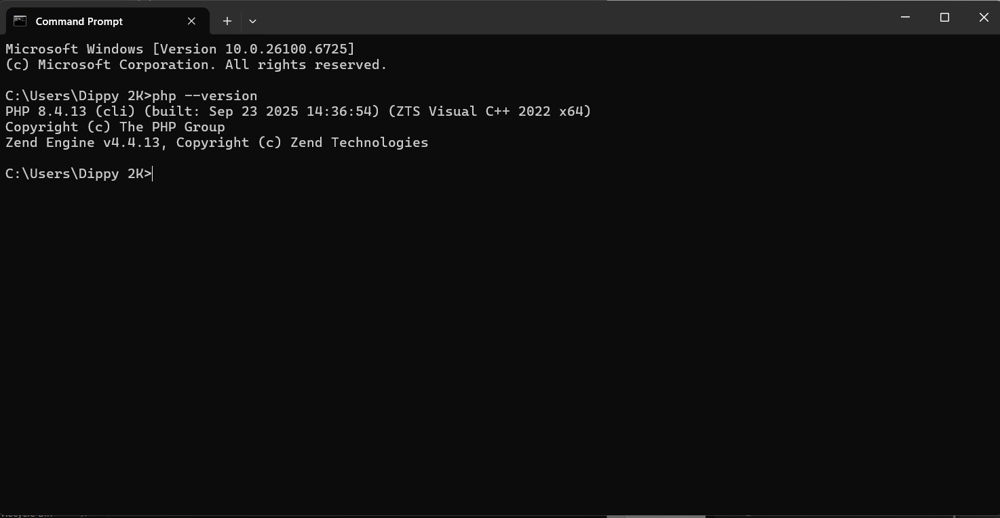 Command Prompt
Microsoft Windows [Version 10.0.26100.6725]
(c) Microsoft Corporation. All rights reserved.
C:\Users\Dippy 2K>php --version
PHP 8.4.13 (cli) (built: Sep 23 2025 14:36:54) (ZTS Visual C++ 2022 x64)
Copyright (c) The PHP Group
Zend Engine v4.4.13, Copyright (c) Zend Technologies
C:\Users\Dippy 2K>